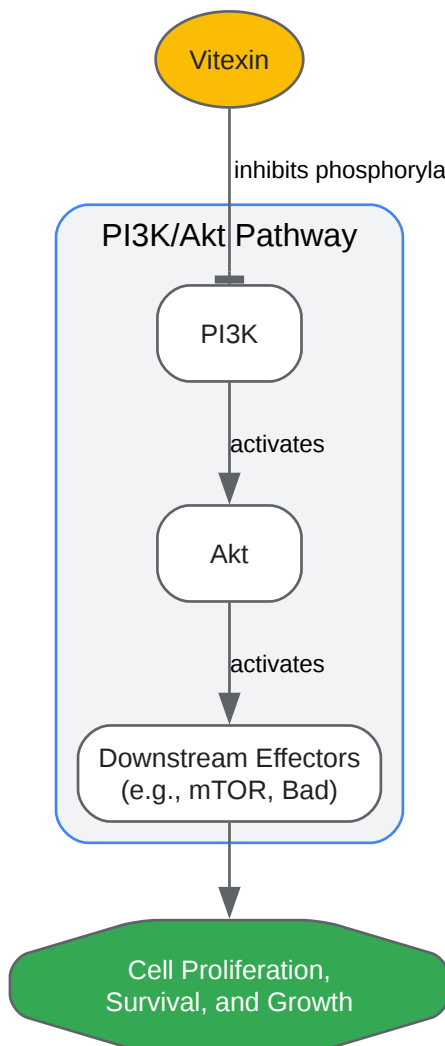 Vitexin
inhibits phosphoryla
PI3K/Akt Pathway
PI3K
activates
Akt
activates
Downstream Effectors
(e.g., mTOR, Bad)
Cell Proliferation,
Survival, and Growth